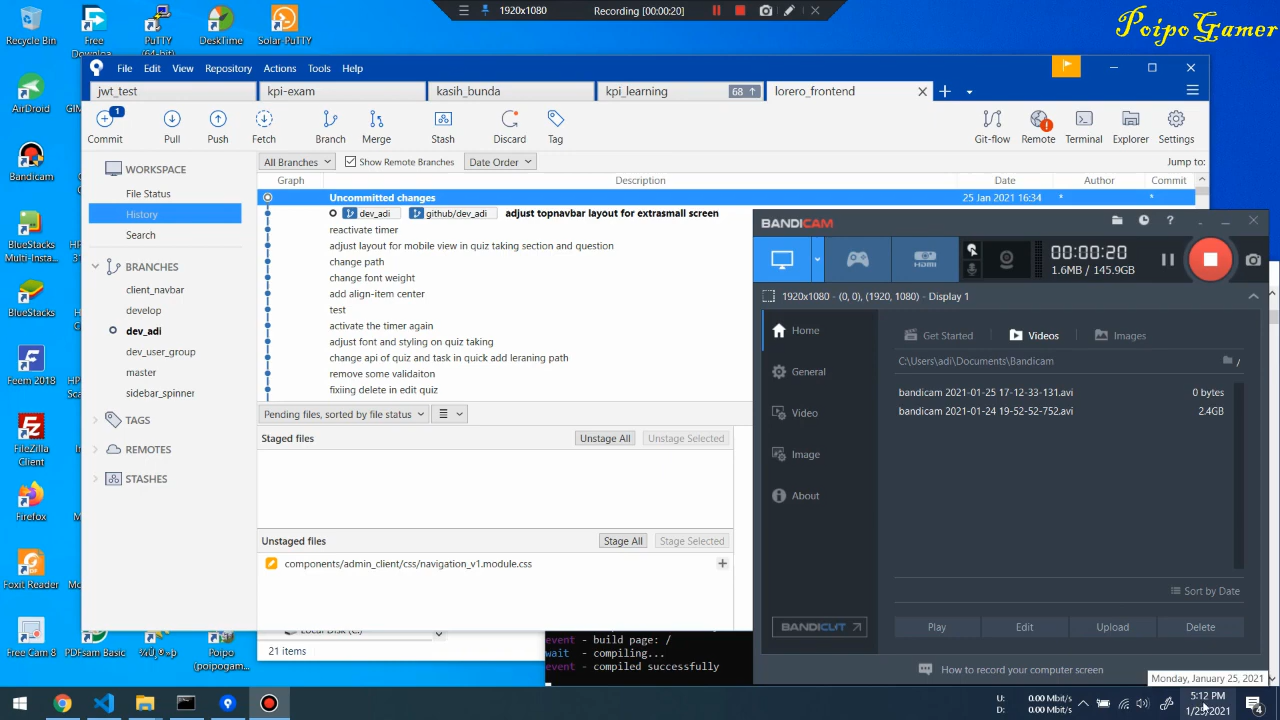 1920x1080 Recording [00:00:20]
PoipoGamer
Recycle Bin
Free Downloa...
PuTTY (64-bit)
DeskTime
Solar-PuTTY
AirDroid
Bandicam
BlueStacks Multi-Insta...
BlueStacks
Feem 2018
FileZilla Client
Firefox
Foxit Reader
Free Cam 8
PDFsam Basic
Poipo (poipogam...
File Edit View Repository Actions Tools Help
jwt_test kpi-exam kasih_bunda kpi_learning 68 lorero_frontend
1
Commit Pull Push Fetch Branch Merge Stash Discard Tag Git-flow Remote Terminal Explorer Settings
WORKSPACE
File Status
History
Search
BRANCHES
client_navbar
develop
dev_adi
dev_user_group
master
sidebar_spinner
TAGS
REMOTES
STASHES
All Branches Show Remote Branches Date Order Jump to:
Graph Description Date Author Commit
Uncommitted changes 25 Jan 2021 16:34 * *
dev_adi github/dev_adi adjust topnavbar layout for extrasmall screen
reactivate timer
adjust layout for mobile view in quiz taking section and question
change path
change font weight
add align-item center
test
activate the timer again
adjust font and styling on quiz taking
change api of quiz and task in quick add leraning path
remove some validaiton
fixiing delete in edit quiz
Pending files, sorted by file status
Staged files Unstage All Unstage Selected
Unstaged files Stage All Stage Selected
components/admin_client/css/navigation_v1.module.css
Local Disk (C:)
21 items
event - build page: /
wait - compiling...
event - compiled successfully
BANDICAM
HDMI
00:00:20
1.6MB / 145.9GB
1920x1080 - (0, 0), (1920, 1080) - Display 1
Home
General
Video
Image
About
BANDICUT
Get Started Videos Images
C:\Users\adi\Documents\Bandicam
bandicam 2021-01-25 17-12-33-131.avi 0 bytes
bandicam 2021-01-24 19-52-52-752.avi 2.4GB
Sort by Date
Play Edit Upload Delete
How to record your computer screen
Monday, January 25, 2021
U: 0.00 Mbit/s
D: 0.00 Mbit/s
5:12 PM
1/25/2021
4